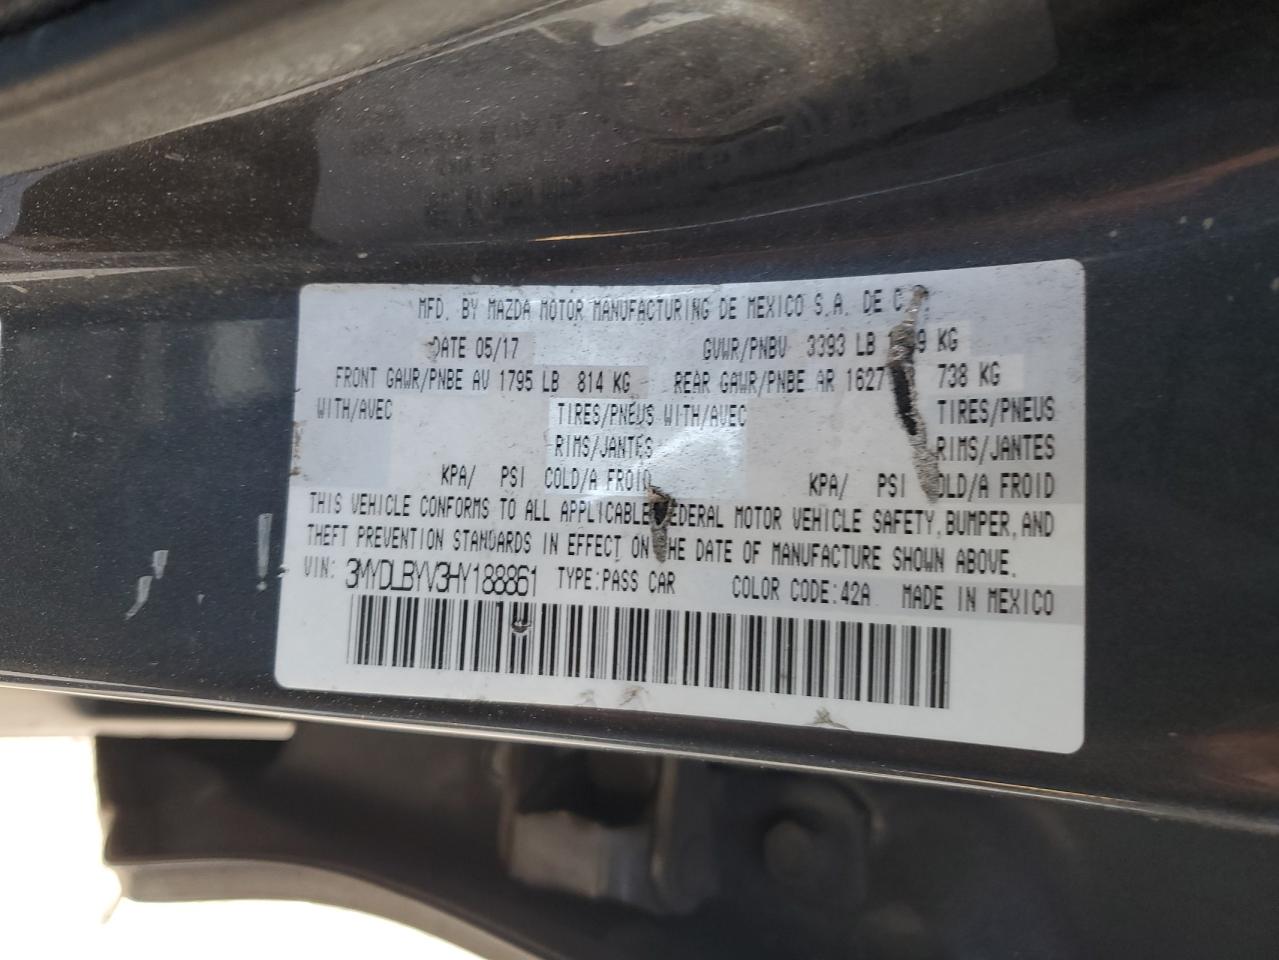 MFD. BY MAZDA MOTOR MANUFACTURING DE MEXICO S.A. DE C.V.
DATE 05/17 GVWR/PNBV 3393 LB KG
FRONT GAWR/PNBE AV 1795 LB 814 KG REAR GAWR/PNBE AR 1627 738 KG
WITH/AVEC TIRES/PNEUS WITH/AVEC TIRES/PNEUS
RIMS/JANTES RIMS/JANTES
KPA/ PSI COLD/A FROID KPA/ PSI COLD/A FROID
THIS VEHICLE CONFORMS TO ALL APPLICABLE FEDERAL MOTOR VEHICLE SAFETY, BUMPER, AND
THEFT PREVENTION STANDARDS IN EFFECT ON THE DATE OF MANUFACTURE SHOWN ABOVE.
VIN: 3MYDLBYV3HY188861 TYPE:PASS CAR COLOR CODE:42A MADE IN MEXICO